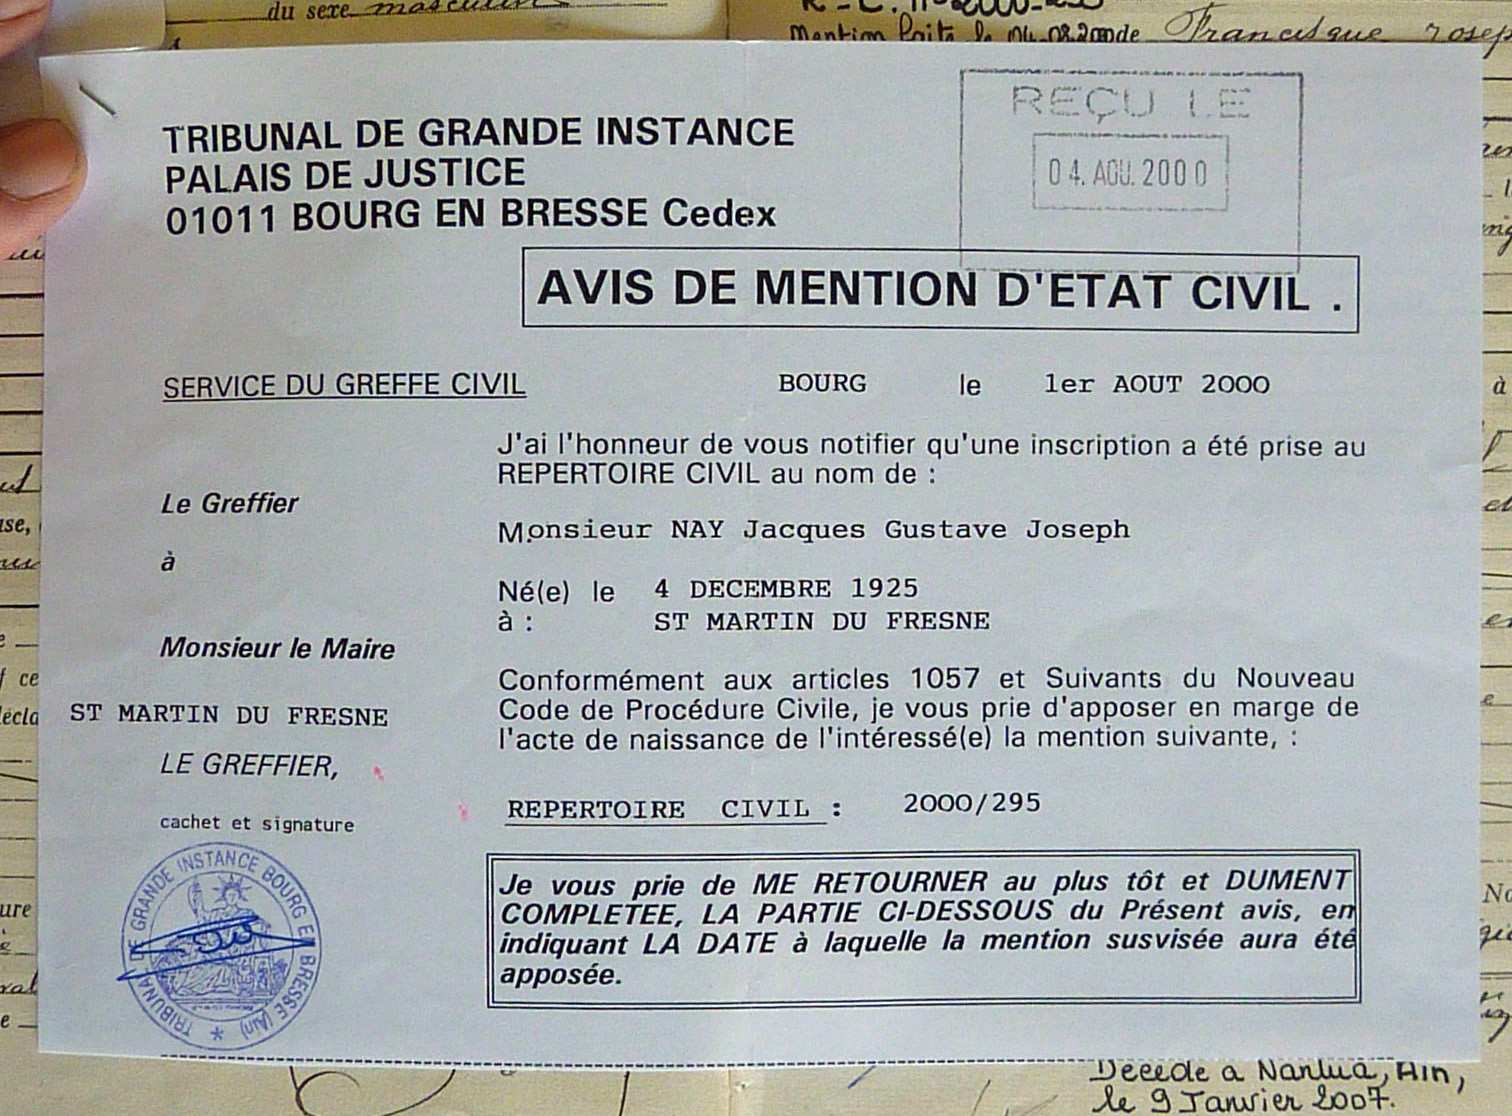 du sexe masculin
R.C. n° 2000-295
Mention faite le 04.08.2000 de Francisque Joseph
REÇU LE
04. AOU. 2000
TRIBUNAL DE GRANDE INSTANCE
PALAIS DE JUSTICE
01011 BOURG EN BRESSE Cedex
AVIS DE MENTION D'ETAT CIVIL .
SERVICE DU GREFFE CIVIL
BOURG le 1er AOUT 2000
J'ai l'honneur de vous notifier qu'une inscription a été prise au
REPERTOIRE CIVIL au nom de :
Le Greffier
à
Monsieur le Maire
ST MARTIN DU FRESNE
LE GREFFIER,
cachet et signature
TRIBUNAL DE GRANDE INSTANCE BOURG EN BRESSE (Ain) *
Monsieur NAY Jacques Gustave Joseph
Né(e) le 4 DECEMBRE 1925
à : ST MARTIN DU FRESNE
Conformément aux articles 1057 et Suivants du Nouveau
Code de Procédure Civile, je vous prie d'apposer en marge de
l'acte de naissance de l'intéressé(e) la mention suivante, :
REPERTOIRE CIVIL : 2000/295
Je vous prie de ME RETOURNER au plus tôt et DUMENT
COMPLETEE, LA PARTIE CI-DESSOUS du Présent avis, en
indiquant LA DATE à laquelle la mention susvisée aura été
apposée.
Décédé à Nantua, Ain,
le 9 Janvier 2007.